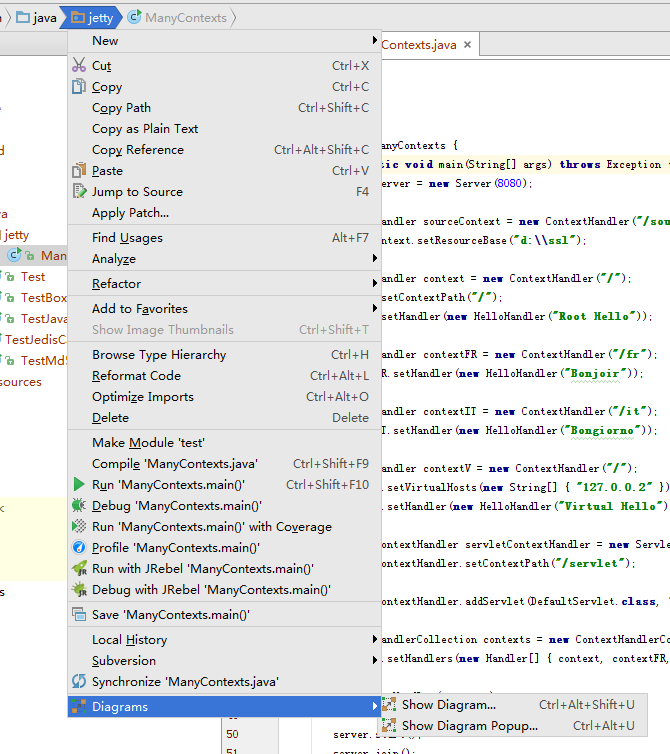 java jetty ManyContexts
New
Cut Ctrl+X
Copy Ctrl+C
Copy Path Ctrl+Shift+C
Copy as Plain Text
Copy Reference Ctrl+Alt+Shift+C
Paste Ctrl+V
Jump to Source F4
Apply Patch...
Find Usages Alt+F7
Analyze
Refactor
Add to Favorites
Show Image Thumbnails Ctrl+Shift+T
Browse Type Hierarchy Ctrl+H
Reformat Code Ctrl+Alt+L
Optimize Imports Ctrl+Alt+O
Delete Delete
Make Module 'test'
Compile 'ManyContexts.java' Ctrl+Shift+F9
Run 'ManyContexts.main()' Ctrl+Shift+F10
Debug 'ManyContexts.main()'
Run 'ManyContexts.main()' with Coverage
Profile 'ManyContexts.main()'
Run with JRebel 'ManyContexts.main()'
Debug with JRebel 'ManyContexts.main()'
Save 'ManyContexts.main()'
Local History
Subversion
Synchronize 'ManyContexts.java'
Diagrams
Show Diagram... Ctrl+Alt+Shift+U
Show Diagram Popup... Ctrl+Alt+U
jetty
Man
Test
TestBox
TestJava
TestJedisC
TestMd5
sources
Contexts.java
anyContexts {
tic void main(String[] args) throws Exception
erver = new Server(8080);
andler sourceContext = new ContextHandler("/sou
ntext.setResourceBase("d:\\ssl");
andler context = new ContextHandler("/");
setContextPath("/");
setHandler(new HelloHandler("Root Hello"));
andler contextFR = new ContextHandler("/fr");
R.setHandler(new HelloHandler("Bonjoir"));
andler contextIT = new ContextHandler("/it");
T.setHandler(new HelloHandler("Bongiorno"));
andler contextV = new ContextHandler("/");
.setVirtualHosts(new String[] { "127.0.0.2" })
.setHandler(new HelloHandler("Virtual Hello")
ontextHandler servletContextHandler = new Servle
ontextHandler.setContextPath("/servlet");
ontextHandler.addServlet(DefaultServlet.class,
andlerCollection contexts = new ContextHandlerCo
.setHandlers(new Handler[] { context, contextFR,
50
51 server.join();